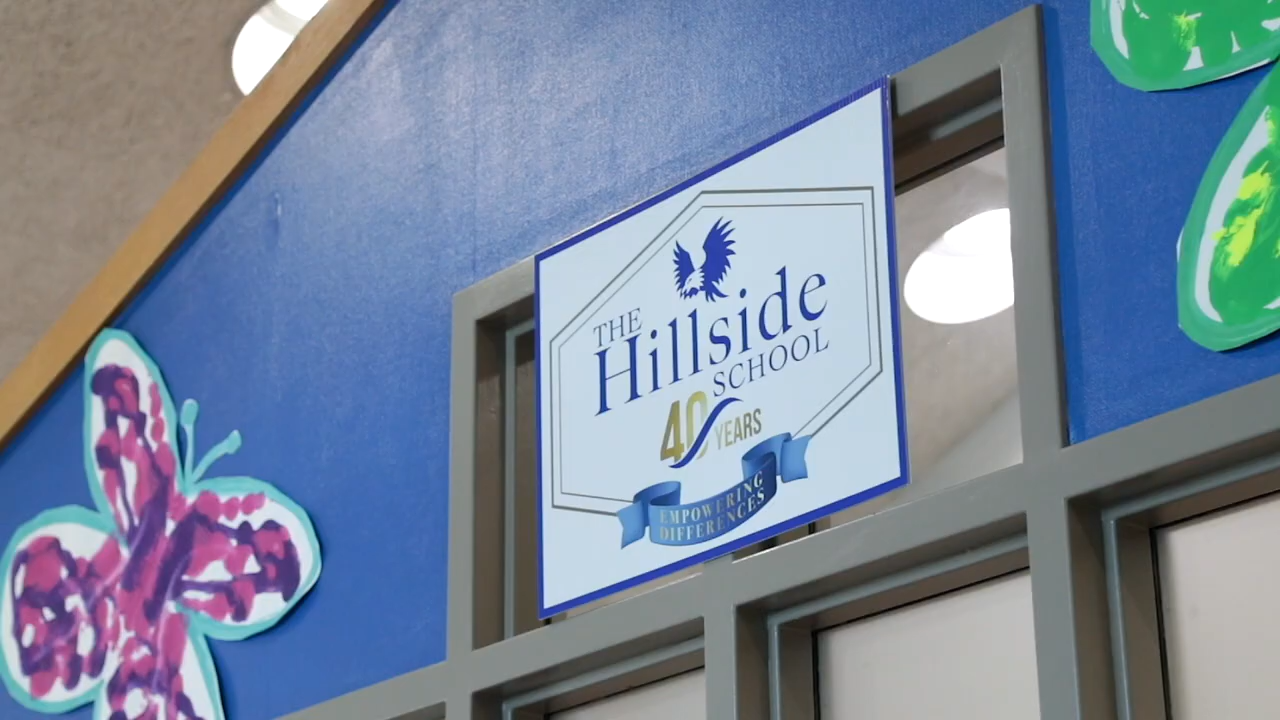 THE
Hillside
SCHOOL
40 YEARS
EMPOWERING
DIFFERENCES